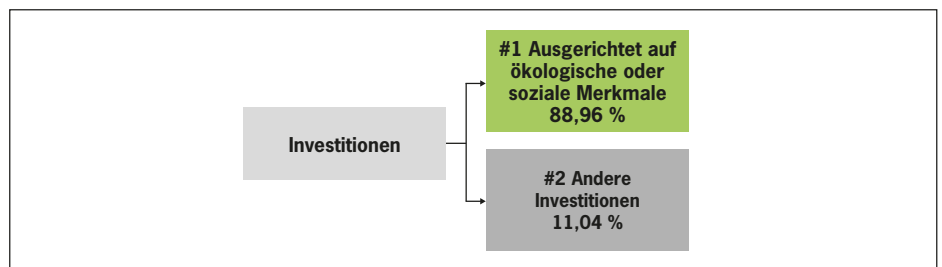 #1 Ausgerichtet auf
ökologische oder
soziale Merkmale
88,96 %
Investitionen
#2 Andere
Investitionen
11,04 %